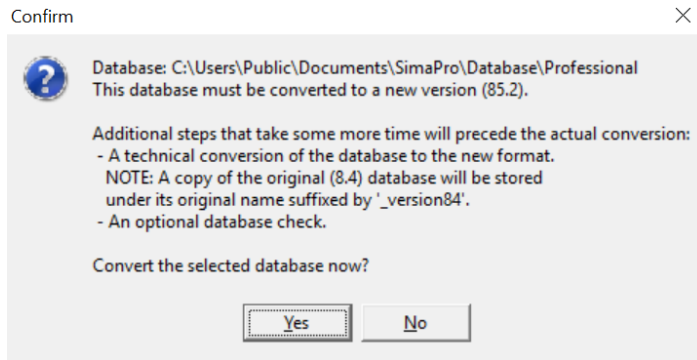 Confirm
Database: C:\Users\Public\Documents\SimaPro\Database\Professional
This database must be converted to a new version (85.2).
Additional steps that take some more time will precede the actual conversion:
- A technical conversion of the database to the new format.
NOTE: A copy of the original (8.4) database will be stored
under its original name suffixed by '_version84'.
- An optional database check.
Convert the selected database now?
Yes No